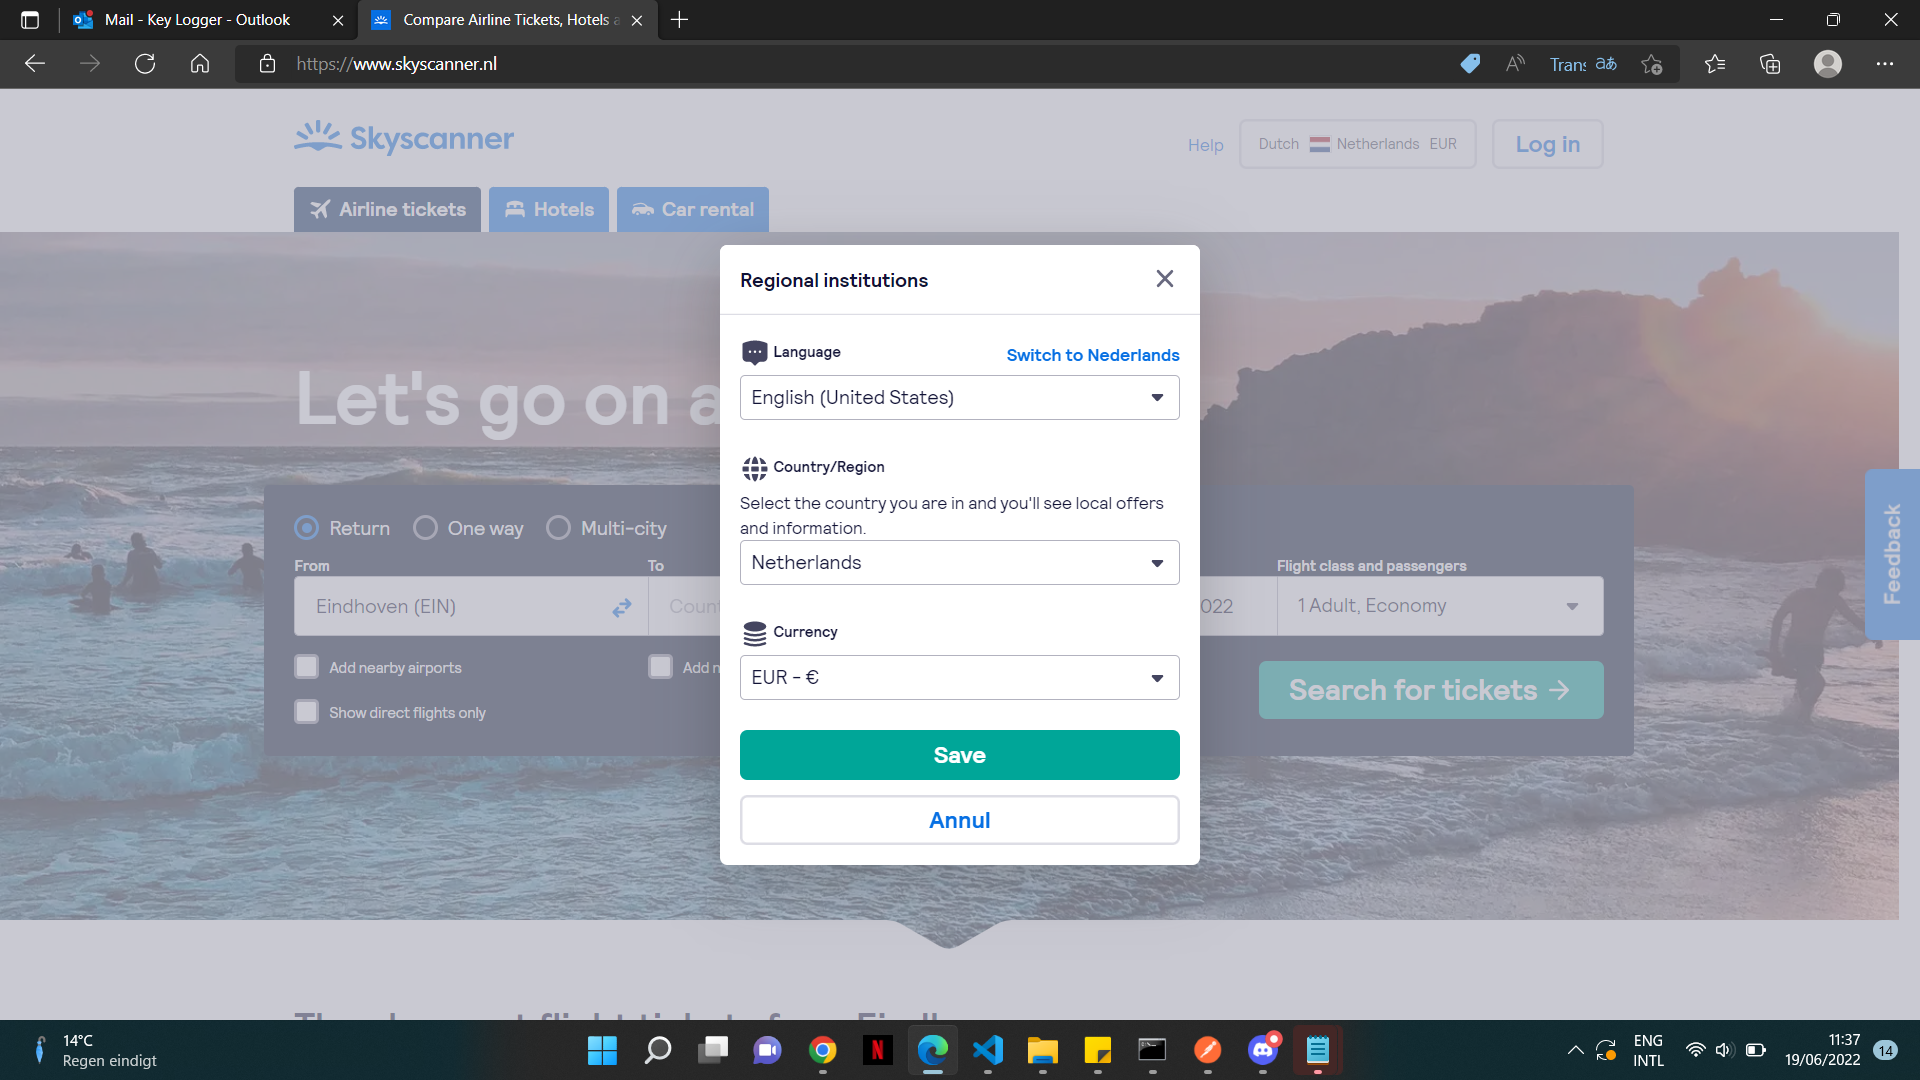 Mail - Key Logger - Outlook
Compare Airline Tickets, Hotels a
https://www.skyscanner.nl
Trans
Skyscanner
Help
Dutch Netherlands EUR
Log in
Airline tickets
Hotels
Car rental
Regional institutions
Let's go on a
Language
Switch to Nederlands
English (United States)
Country/Region
Select the country you are in and you'll see local offers
and information.
Netherlands
Currency
EUR - €
Save
Annul
Return
One way
Multi-city
From
To
Flight class and passengers
Eindhoven (EIN)
Count
022
1 Adult, Economy
Add nearby airports
Add n
Show direct flights only
Search for tickets
Feedback
14°C
Regen eindigt
ENG
INTL
11:37
19/06/2022
14